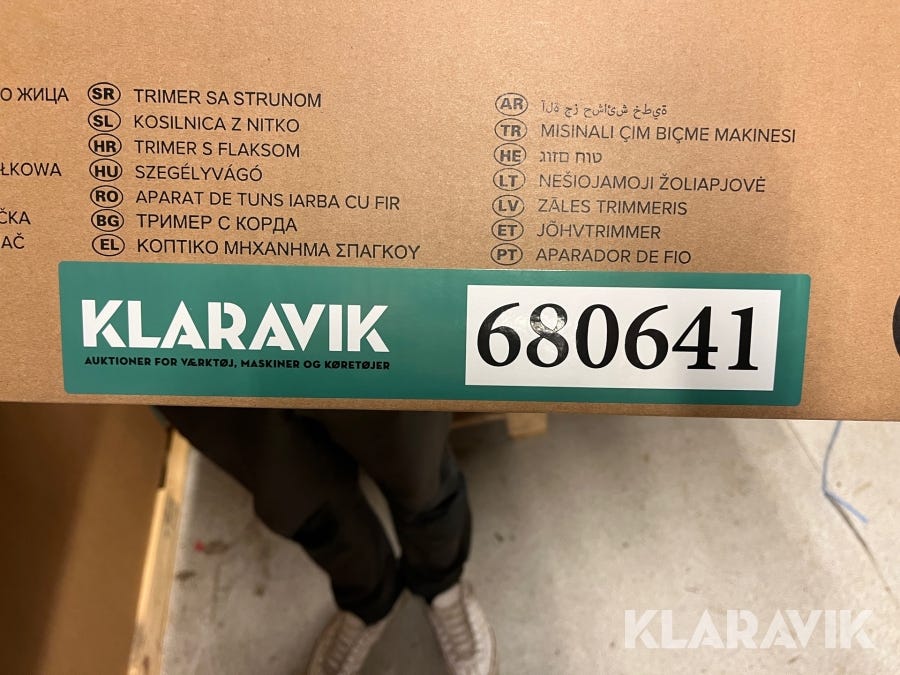 О ЖИЦА
ŁKOWA
ČKA
AČ
SR TRIMER SA STRUNOM
SL KOSILNICA Z NITKO
HR TRIMER S FLAKSOM
HU SZEGÉLYVÁGÓ
RO APARAT DE TUNS IARBA CU FIR
BG ТРИМЕР С КОРДА
EL ΚΟΠΤΙΚΟ ΜΗΧΑΝΗΜΑ ΣΠΑΓΚΟΥ
AR
TR MISINALI ÇIM BIÇME MAKINESI
HE גוזם חוט
LT NEŠIOJAMOJI ŽOLIAPJOVĖ
LV ZĀLES TRIMMERIS
ET JÕHVTRIMMER
PT APARADOR DE FIO
KLARAVIK
AUKTIONER FOR VÆRKTØJ, MASKINER OG KØRETØJER
680641
KLARAVIK